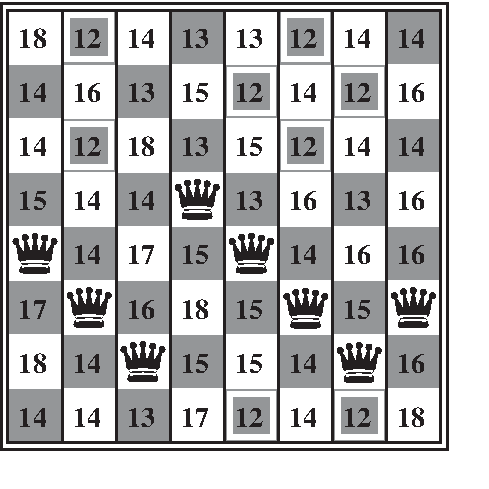 18 12 14 13 13 12 14 14
14 16 13 15 12 14 12 16
14 12 18 13 15 12 14 14
15 14 14 13 16 13 16
14 17 15 14 16 16
17 16 18 15 15
18 14 15 15 14 16
14 14 13 17 12 14 12 18